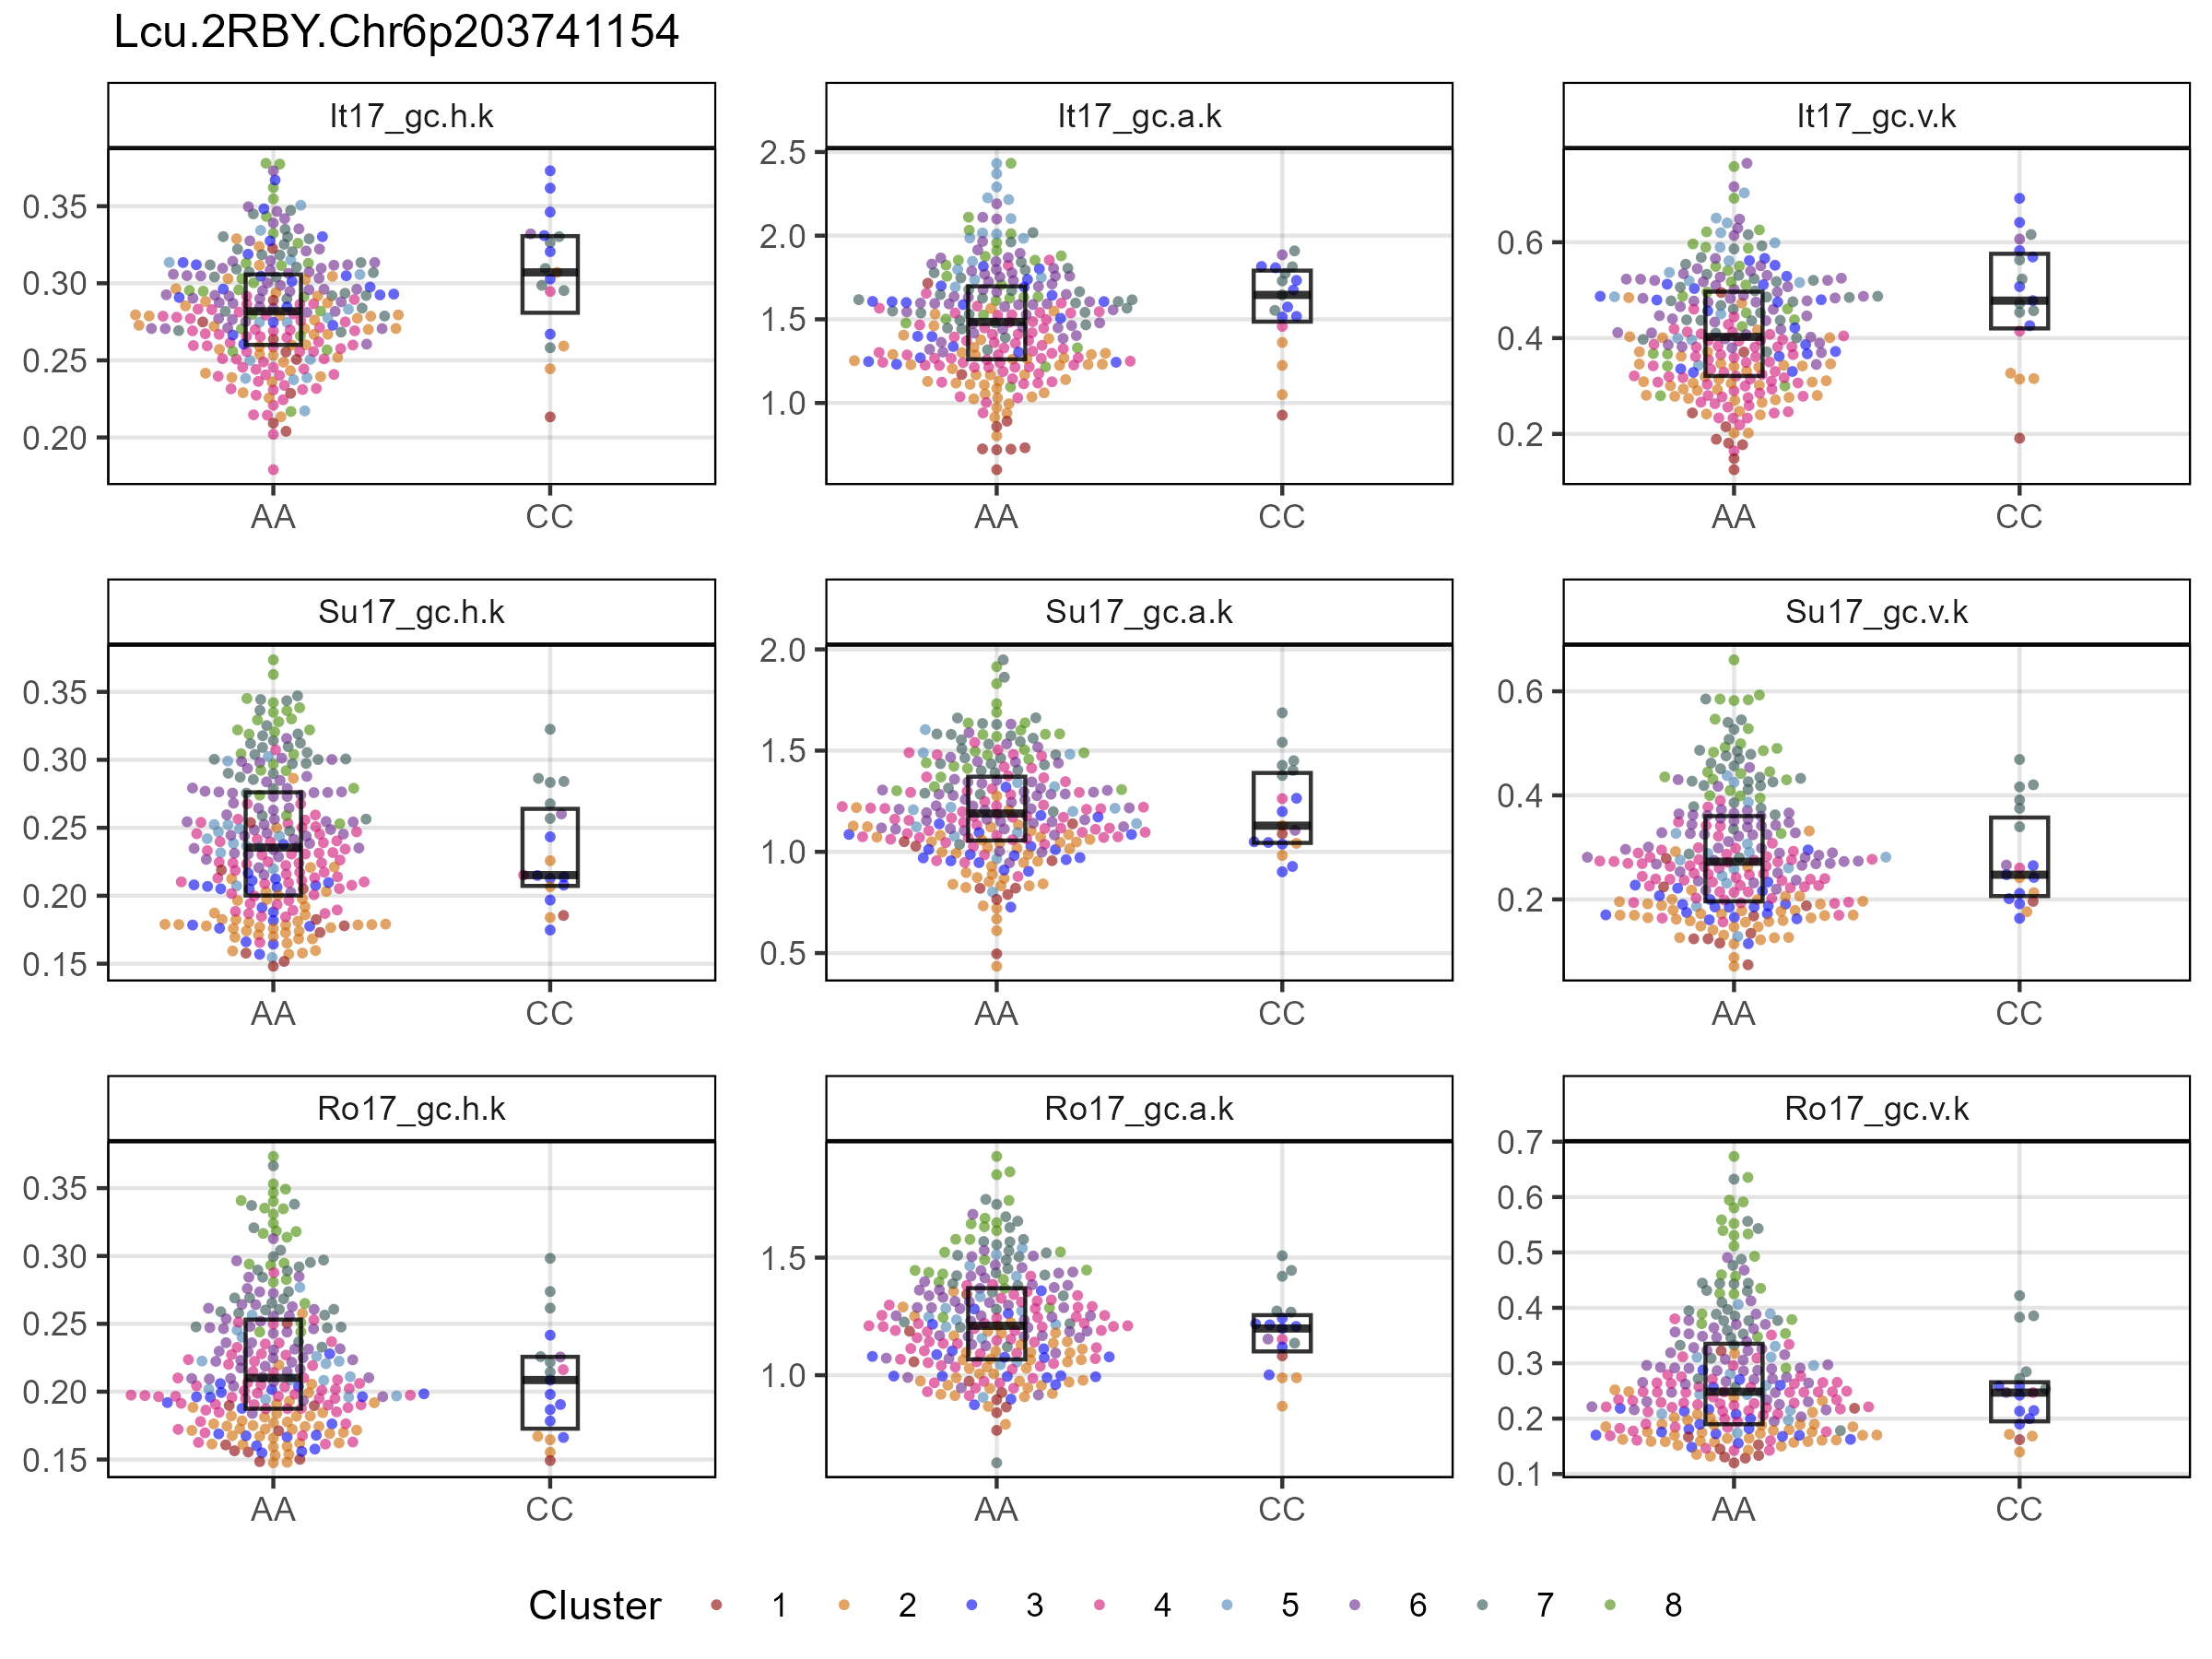 Lcu.2RBY.Chr6p203741154
It17_gc.h.k
It17_gc.a.k
It17_gc.v.k
0.35
0.30
0.25
0.20
AA
CC
2.5
2.0
1.5
1.0
AA
CC
0.6
0.4
0.2
AA
CC
Su17_gc.h.k
Su17_gc.a.k
Su17_gc.v.k
0.35
0.30
0.25
0.20
0.15
AA
CC
2.0
1.5
1.0
0.5
AA
CC
0.6
0.4
0.2
AA
CC
Ro17_gc.h.k
Ro17_gc.a.k
Ro17_gc.v.k
0.35
0.30
0.25
0.20
0.15
AA
CC
1.5
1.0
AA
CC
0.7
0.6
0.5
0.4
0.3
0.2
0.1
AA
CC
Cluster 1 2 3 4 5 6 7 8